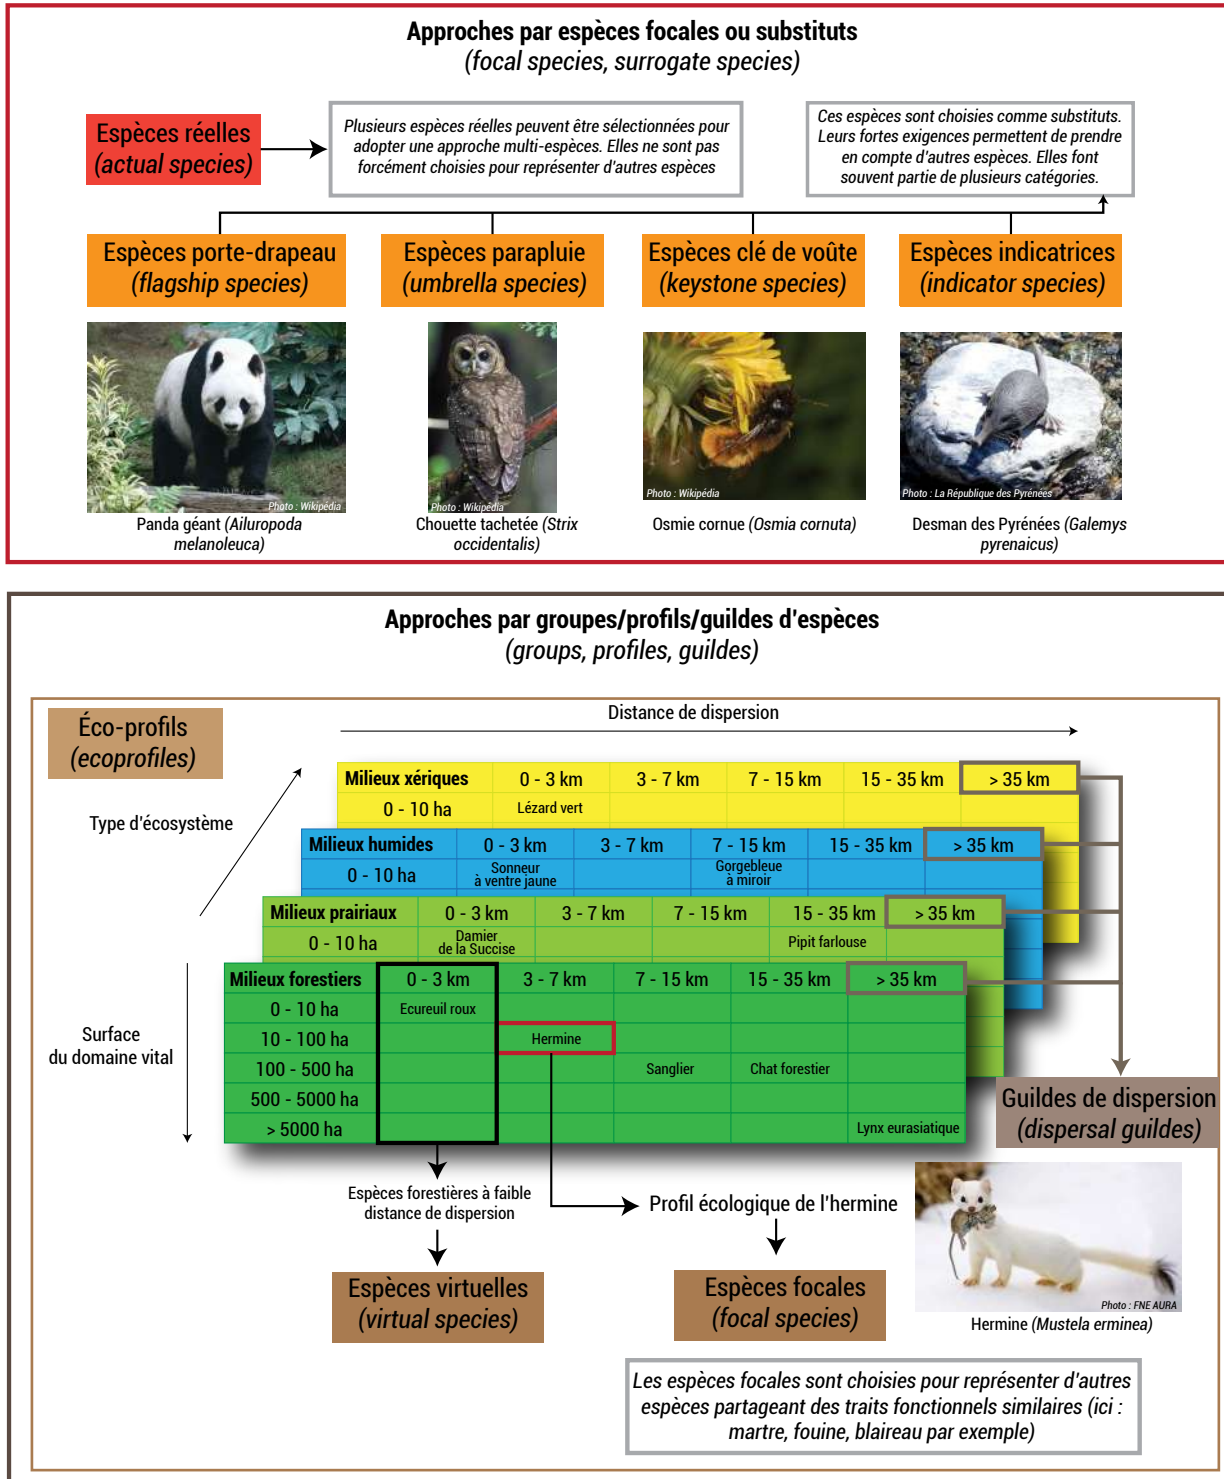 Approches par espèces focales ou substituts
(focal species, surrogate species)
Espèces réelles
(actual species)
Plusieurs espèces réelles peuvent être sélectionnées pour
adopter une approche multi-espèces. Elles ne sont pas
forcément choisies pour représenter d'autres espèces
Ces espèces sont choisies comme substituts.
Leurs fortes exigences permettent de prendre
en compte d'autres espèces. Elles font
souvent partie de plusieurs catégories.
Espèces porte-drapeau
(flagship species)
Espèces parapluie
(umbrella species)
Espèces clé de voûte
(keystone species)
Espèces indicatrices
(indicator species)
Photo : Wikipédia
Photo : Wikipédia
Photo : Wikipédia
Photo : La République des Pyrénées
Panda géant (Ailuropoda
melanoleuca)
Chouette tachetée (Strix
occidentalis)
Osmie cornue (Osmia cornuta)
Desman des Pyrénées (Galemys
pyrenaicus)
Approches par groupes/profils/guildes d'espèces
(groups, profiles, guildes)
Éco-profils
(ecoprofiles)
Distance de dispersion
Type d'écosystème
Milieux xériques 0 - 3 km 3 - 7 km 7 - 15 km 15 - 35 km > 35 km
0 - 10 ha Lézard vert
Milieux humides 0 - 3 km 3 - 7 km 7 - 15 km 15 - 35 km > 35 km
0 - 10 ha Sonneur
à ventre jaune
Gorgebleue
à miroir
Milieux prairiaux 0 - 3 km 3 - 7 km 7 - 15 km 15 - 35 km > 35 km
0 - 10 ha Damier
de la Succise
Pipit farlouse
Milieux forestiers 0 - 3 km 3 - 7 km 7 - 15 km 15 - 35 km > 35 km
0 - 10 ha Ecureuil roux
10 - 100 ha Hermine
100 - 500 ha Sanglier Chat forestier
500 - 5000 ha
> 5000 ha Lynx eurasiatique
Surface
du domaine vital
Guildes de dispersion
(dispersal guildes)
Espèces forestières à faible
distance de dispersion
Profil écologique de l'hermine
Espèces virtuelles
(virtual species)
Espèces focales
(focal species)
Photo : FNE AURA
Hermine (Mustela erminea)
Les espèces focales sont choisies pour représenter d'autres
espèces partageant des traits fonctionnels similaires (ici :
martre, fouine, blaireau par exemple)